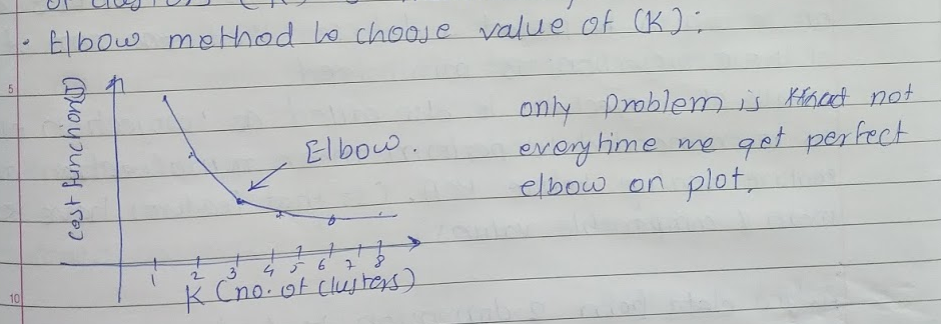 • Elbow method to choose value of (K):
5
cost function(J)
Elbow.
only problem is that not
everytime we get perfect
elbow on plot.
1 2 3 4 5 6 7 8
K (no. of clusters)
10